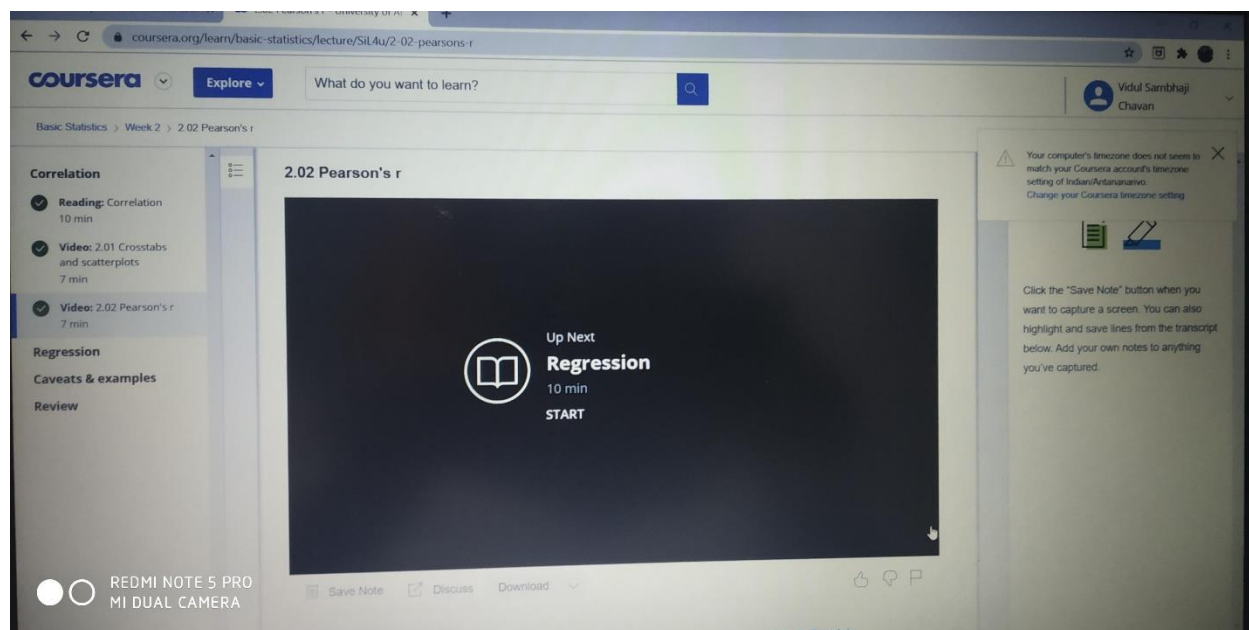 coursera.org/learn/basic-statistics/lecture/SiL4u/2-02-pearsons-r
coursera
Explore
What do you want to learn?
Vidul Sambhaji
Chavan
Basic Statistics > Week 2 > 2.02 Pearson's r
Your computer's timezone does not seem to
match your Coursera account's timezone
setting of Indian/Antananarivo.
Change your Coursera timezone setting
Correlation
Reading: Correlation
10 min
Video: 2.01 Crosstabs
and scatterplots
7 min
Video: 2.02 Pearson's r
7 min
Regression
Caveats & examples
Review
2.02 Pearson's r
Up Next
Regression
10 min
START
Click the "Save Note" button when you
want to capture a screen. You can also
highlight and save lines from the transcript
below. Add your own notes to anything
you've captured.
Save Note
Discuss
Download
REDMI NOTE 5 PRO
MI DUAL CAMERA